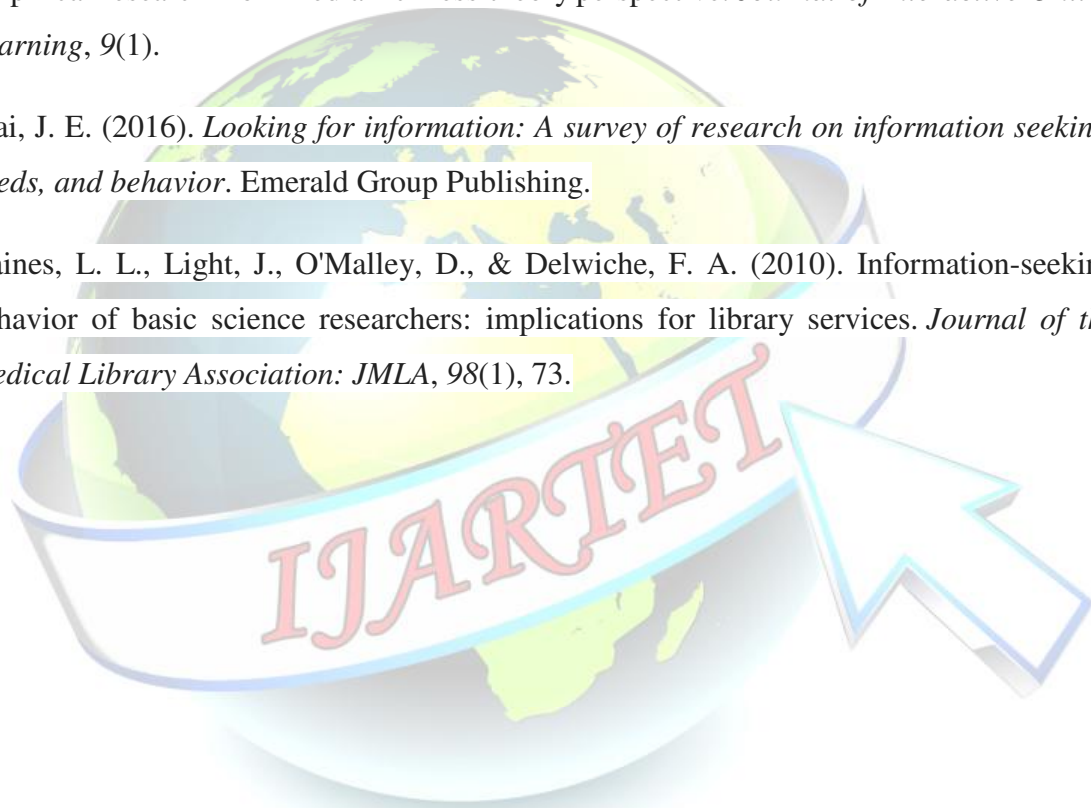 arning, 9(1).
ai, J. E. (2016). Looking for information: A survey of research on information seekin
eds, and behavior. Emerald Group Publishing.
aines, L. L., Light, J., O'Malley, D., & Delwiche, F. A. (2010). Information-seekin
havior of basic science researchers: implications for library services. Journal of th
edical Library Association: JMLA, 98(1), 73.
IJARTET